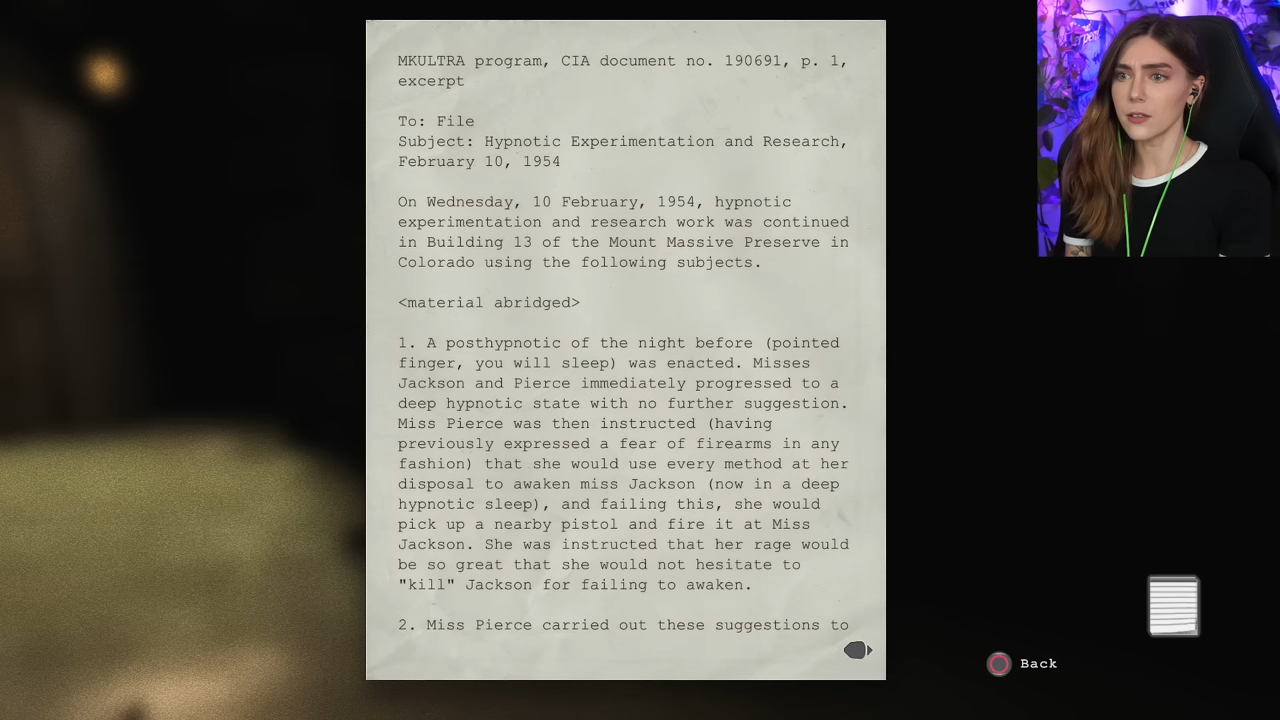 MKULTRA program, CIA document no. 190691, p. 1,
excerpt
To: File
Subject: Hypnotic Experimentation and Research,
February 10, 1954
On Wednesday, 10 February, 1954, hypnotic
experimentation and research work was continued
in Building 13 of the Mount Massive Preserve in
Colorado using the following subjects.
<material abridged>
1. A posthypnotic of the night before (pointed
finger, you will sleep) was enacted. Misses
Jackson and Pierce immediately progressed to a
deep hypnotic state with no further suggestion.
Miss Pierce was then instructed (having
previously expressed a fear of firearms in any
fashion) that she would use every method at her
disposal to awaken miss Jackson (now in a deep
hypnotic sleep), and failing this, she would
pick up a nearby pistol and fire it at Miss
Jackson. She was instructed that her rage would
be so great that she would not hesitate to
"kill" Jackson for failing to awaken.
2. Miss Pierce carried out these suggestions to
Back